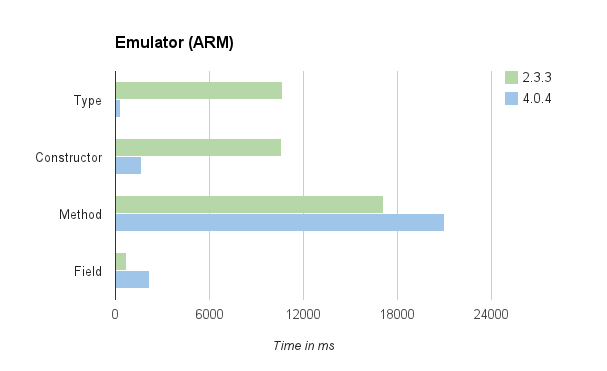 Emulator (ARM)
2.3.3
4.0.4
Type
Constructor
Method
Field
0 6000 12000 18000 24000
Time in ms